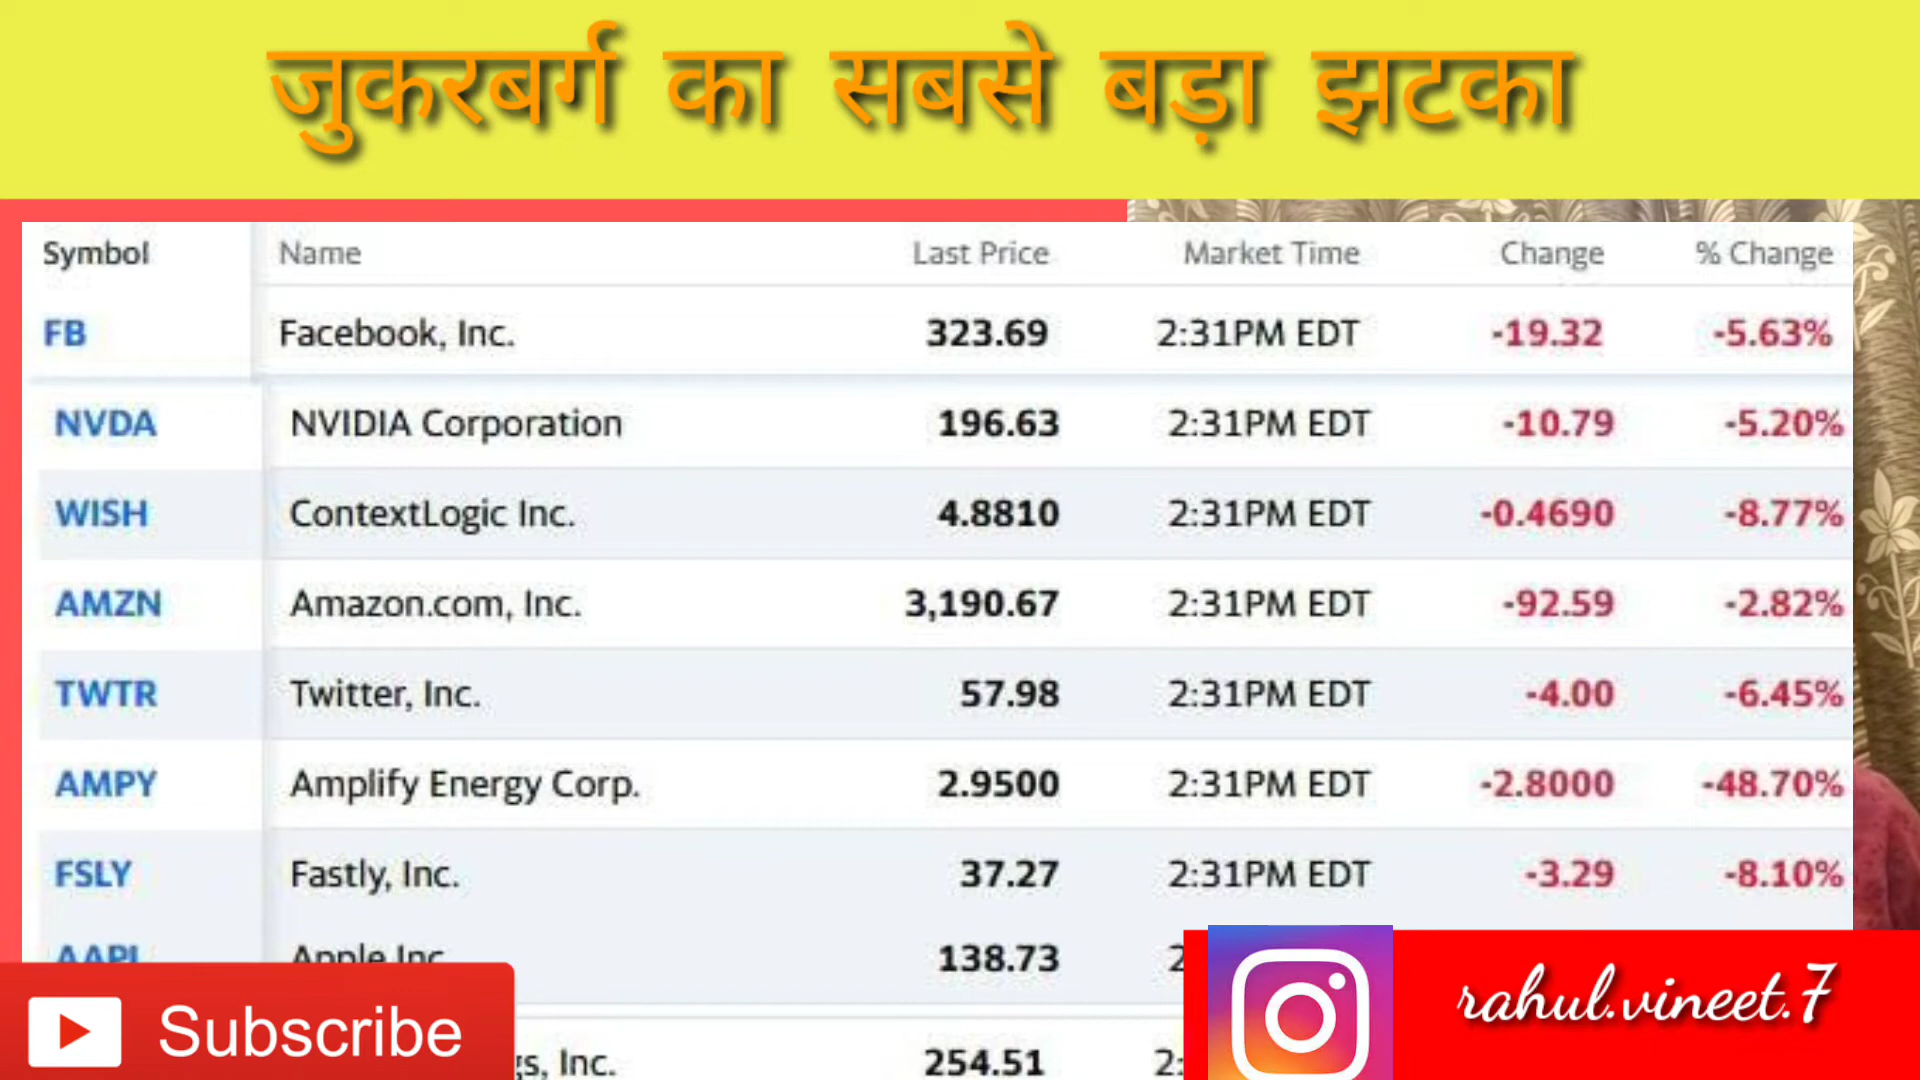 जुकरबर्ग का सबसे बड़ा झटका
Symbol Name Last Price Market Time Change % Change
FB Facebook, Inc. 323.69 2:31PM EDT -19.32 -5.63%
NVDA NVIDIA Corporation 196.63 2:31PM EDT -10.79 -5.20%
WISH ContextLogic Inc. 4.8810 2:31PM EDT -0.4690 -8.77%
AMZN Amazon.com, Inc. 3,190.67 2:31PM EDT -92.59 -2.82%
TWTR Twitter, Inc. 57.98 2:31PM EDT -4.00 -6.45%
AMPY Amplify Energy Corp. 2.9500 2:31PM EDT -2.8000 -48.70%
FSLY Fastly, Inc. 37.27 2:31PM EDT -3.29 -8.10%
AAPL Apple Inc. 138.73
Inc. 254.51
Subscribe
rahul.vineet.7